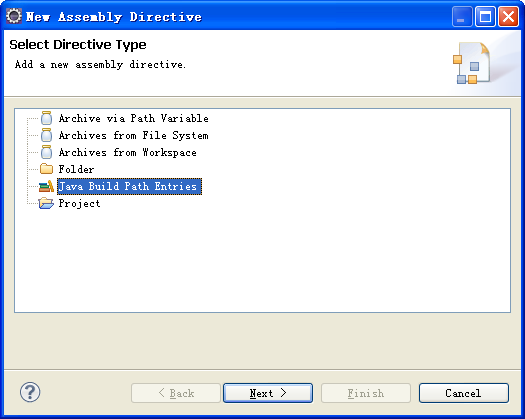 New Assembly Directive
Select Directive Type
Add a new assembly directive.
Archive via Path Variable
Archives from File System
Archives from Workspace
Folder
Java Build Path Entries
Project
?
< Back
Next >
Finish
Cancel